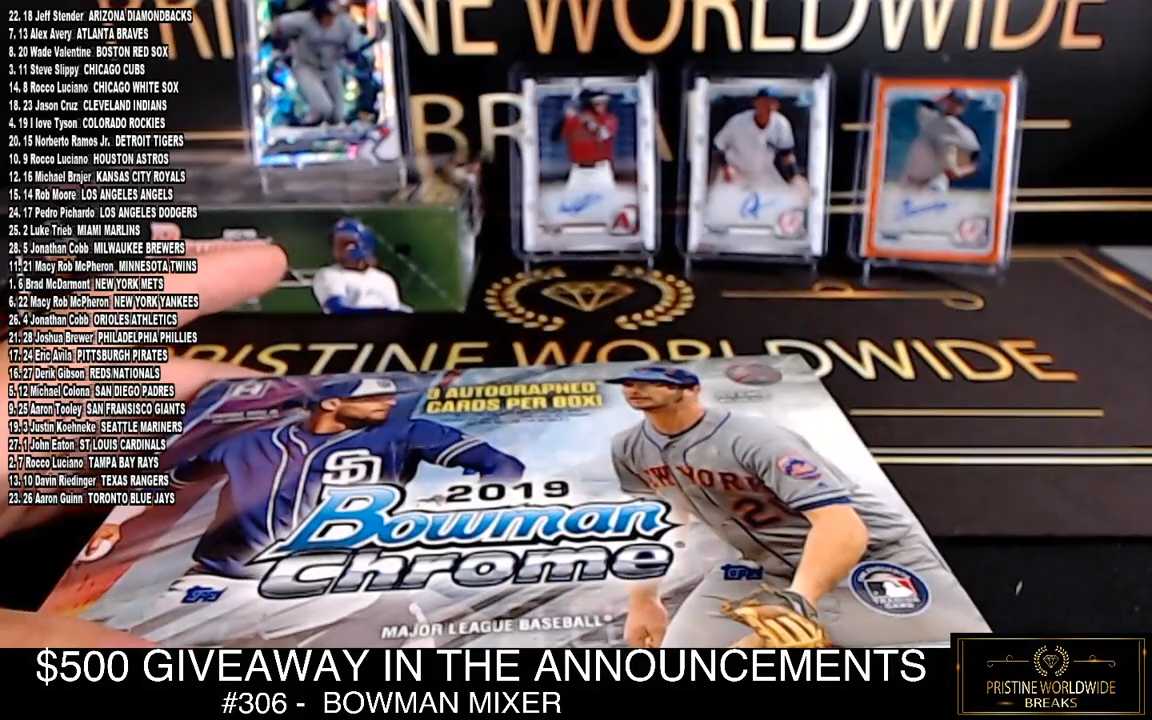 22. 18 Jeff Stender ARIZONA DIAMONDBACKS
7. 13 Alex Avery ATLANTA BRAVES
8. 20 Wade Valentine BOSTON RED SOX
3. 11 Steve Slippy CHICAGO CUBS
14. 8 Rocco Luciano CHICAGO WHITE SOX
18. 23 Jason Cruz CLEVELAND INDIANS
4. 19 I love Tyson COLORADO ROCKIES
20. 15 Norberto Ramos Jr. DETROIT TIGERS
10. 9 Rocco Luciano HOUSTON ASTROS
12. 16 Michael Brajer KANSAS CITY ROYALS
15. 14 Rob Moore LOS ANGELES ANGELS
24. 17 Pedro Pichardo LOS ANGELES DODGERS
25. 2 Luke Trieb MIAMI MARLINS
28. 5 Jonathan Cobb MILWAUKEE BREWERS
11. 21 Macy Rob McPheron MINNESOTA TWINS
1. 6 Brad McDarmont NEW YORK METS
6. 22 Macy Rob McPheron NEW YORK YANKEES
26. 4 Jonathan Cobb ORIOLES ATHLETICS
21. 28 Joshua Brewer PHILADELPHIA PHILLIES
17. 24 Eric Avila PITTSBURGH PIRATES
16. 27 Derik Gibson REDS NATIONALS
5. 12 Michael Colona SAN DIEGO PADRES
9. 25 Aaron Tooley SAN FRANSISCO GIANTS
19. 3 Justin Koehneke SEATTLE MARINERS
27. 1 John Eaton ST LOUIS CARDINALS
2. 7 Rocco Luciano TAMPA BAY RAYS
13. 10 Davin Riedinger TEXAS RANGERS
23. 26 Aaron Guinn TORONTO BLUE JAYS
NE WORLDWIDE
BR
A
PRISTINE WORLDWIDE
3 AUTOGRAPHED
CARDS PER BOX!
SD
NEW YORK
2
2019
Bowman
Chrome
Topps
Topps
MAJOR LEAGUE BASEBALL
$500 GIVEAWAY IN THE ANNOUNCEMENTS
#306 - BOWMAN MIXER
PRISTINE WORLDWIDE
BREAKS